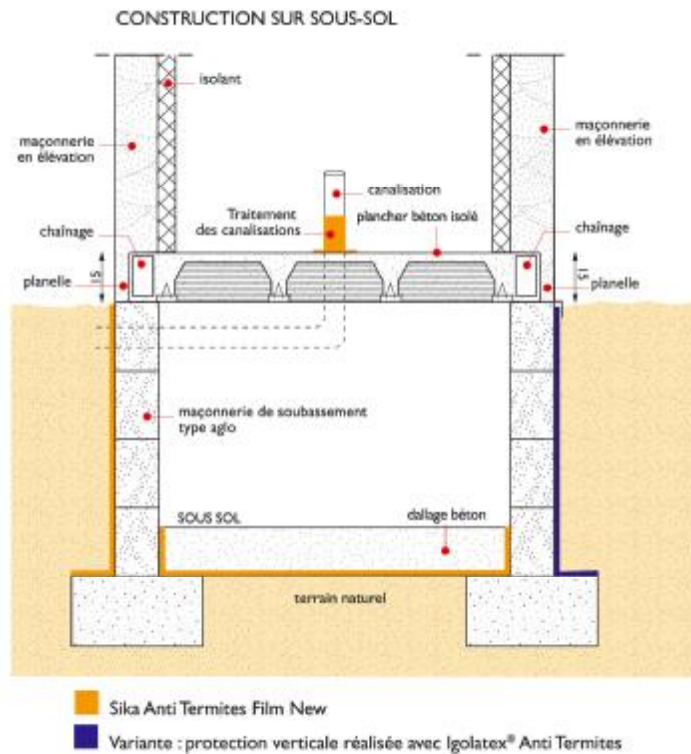 CONSTRUCTION SUR SOUS-SOL
isolant
maçonnerie
en élévation
maçonnerie
en élévation
canalisation
Traitement
des canalisations
plancher béton isolé
chaînage
chaînage
15
15
planelle
planelle
maçonnerie de soubassement
type aglo
SOUS SOL
dallage béton
terrain naturel
Sika Anti Termites Film New
Variante : protection verticale réalisée avec Igolatex® Anti Termites